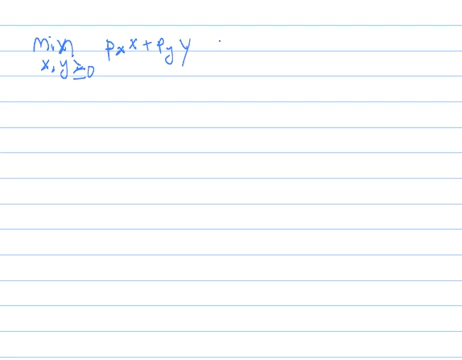 min pₓx + p_y y
x, y ≥ 0